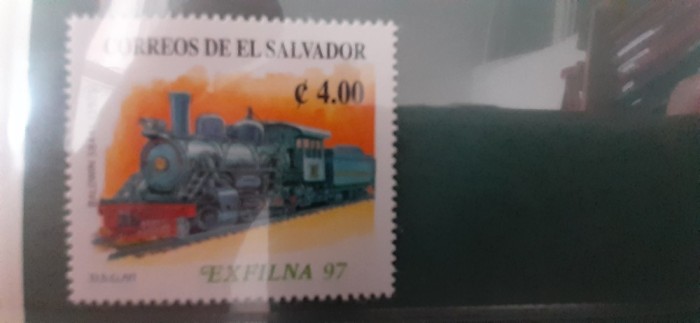 CORREOS DE EL SALVADOR
¢ 4.00
EXFILNA 97